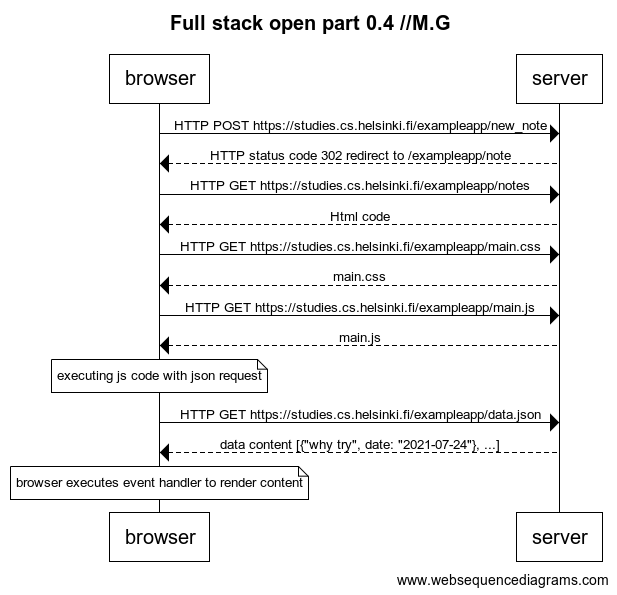 Full stack open part 0.4 //M.G
browser
server
HTTP POST https://studies.cs.helsinki.fi/exampleapp/new_note
HTTP status code 302 redirect to /exampleapp/note
HTTP GET https://studies.cs.helsinki.fi/exampleapp/notes
Html code
HTTP GET https://studies.cs.helsinki.fi/exampleapp/main.css
main.css
HTTP GET https://studies.cs.helsinki.fi/exampleapp/main.js
main.js
executing js code with json request
HTTP GET https://studies.cs.helsinki.fi/exampleapp/data.json
data content [{"why try", date: "2021-07-24"}, ...]
browser executes event handler to render content
browser
server
www.websequencediagrams.com